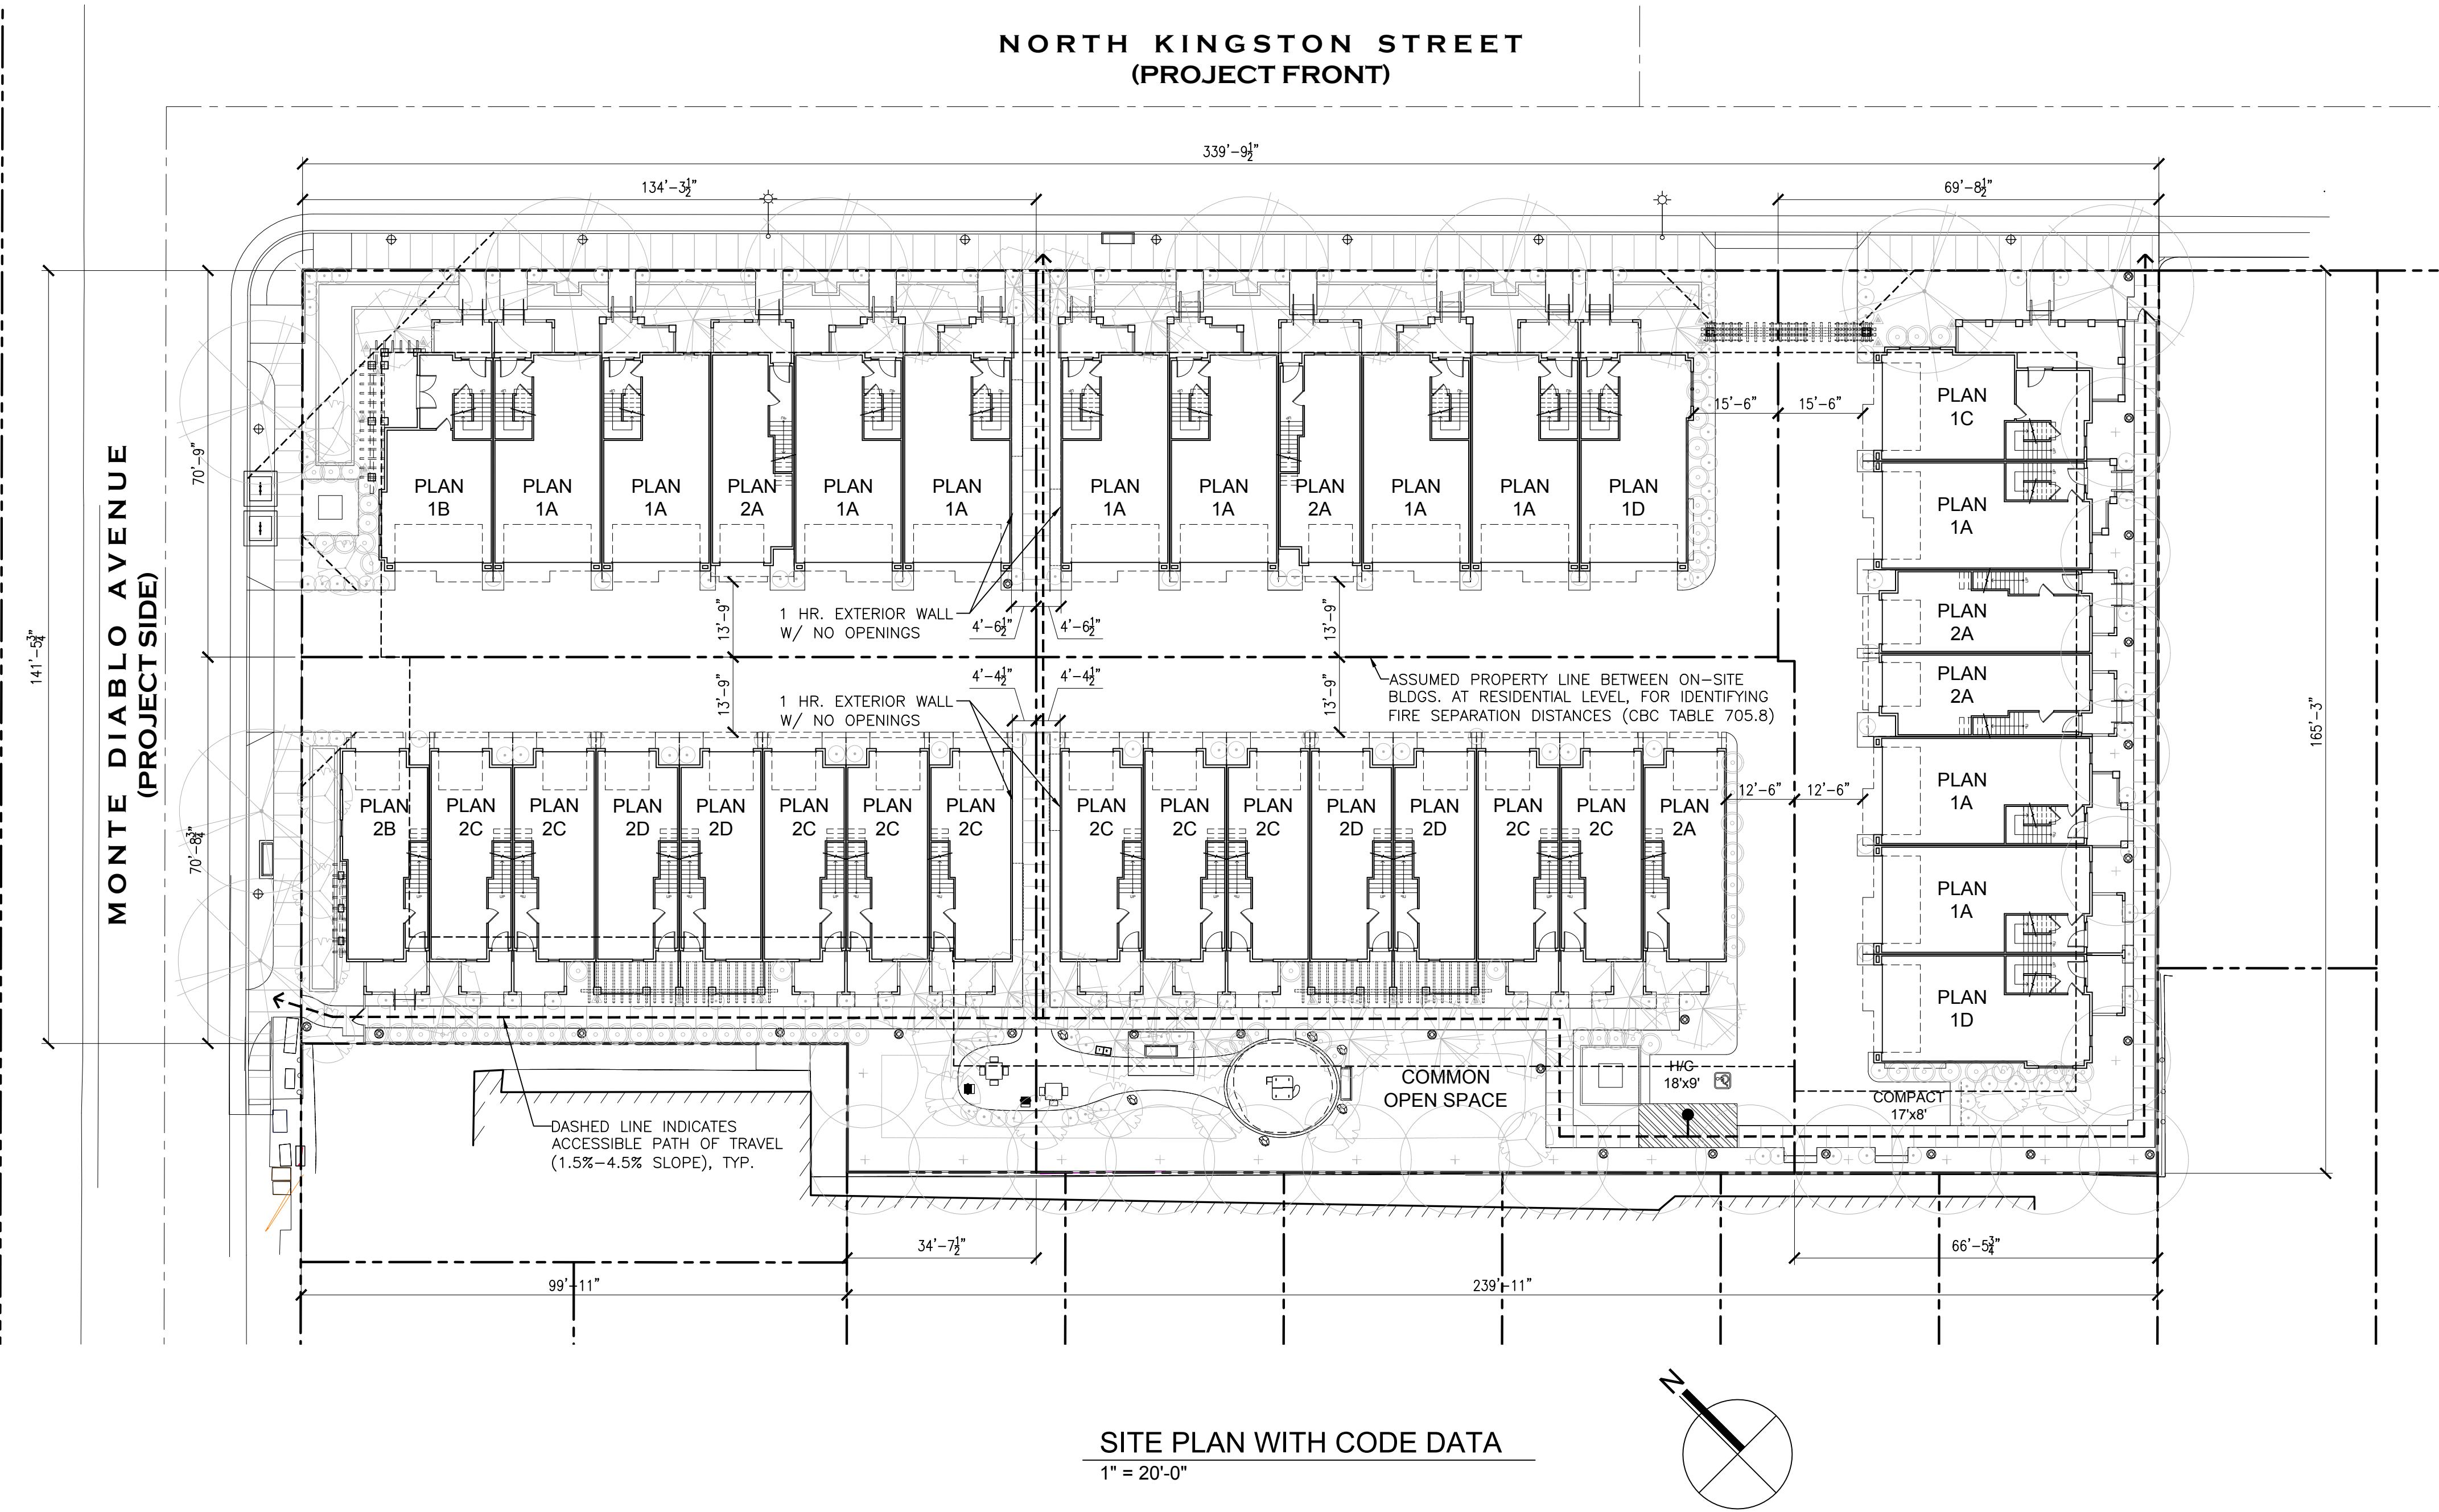 NORTH KINGSTON STREET
(PROJECT FRONT)
339'-9½"
134'-3½"
69'-8½"
MONTE DIABLO AVENUE
(PROJECT SIDE)
141'-5¾"
70'-9"
70'-8¾"
165'-3"
PLAN
1B
PLAN
1A
PLAN
1A
PLAN
2A
PLAN
1A
PLAN
1A
PLAN
1A
PLAN
1A
PLAN
2A
PLAN
1A
PLAN
1A
PLAN
1D
15'-6"
15'-6"
PLAN
1C
PLAN
1A
PLAN
2A
PLAN
2A
PLAN
1A
PLAN
1A
PLAN
1D
13'-9"
1 HR. EXTERIOR WALL
W/ NO OPENINGS
4'-6½"
4'-6½"
13'-9"
13'-9"
1 HR. EXTERIOR WALL
W/ NO OPENINGS
4'-4½"
4'-4½"
13'-9"
ASSUMED PROPERTY LINE BETWEEN ON-SITE
BLDGS. AT RESIDENTIAL LEVEL, FOR IDENTIFYING
FIRE SEPARATION DISTANCES (CBC TABLE 705.8)
PLAN
2B
PLAN
2C
PLAN
2C
PLAN
2D
PLAN
2D
PLAN
2C
PLAN
2C
PLAN
2C
PLAN
2C
PLAN
2C
PLAN
2C
PLAN
2D
PLAN
2D
PLAN
2C
PLAN
2C
PLAN
2A
12'-6"
12'-6"
COMMON
OPEN SPACE
H/C
18'x9'
COMPACT
17'x8'
DASHED LINE INDICATES
ACCESSIBLE PATH OF TRAVEL
(1.5%-4.5% SLOPE), TYP.
34'-7½"
66'-5¾"
99'-11"
239'-11"
N
SITE PLAN WITH CODE DATA
1" = 20'-0"